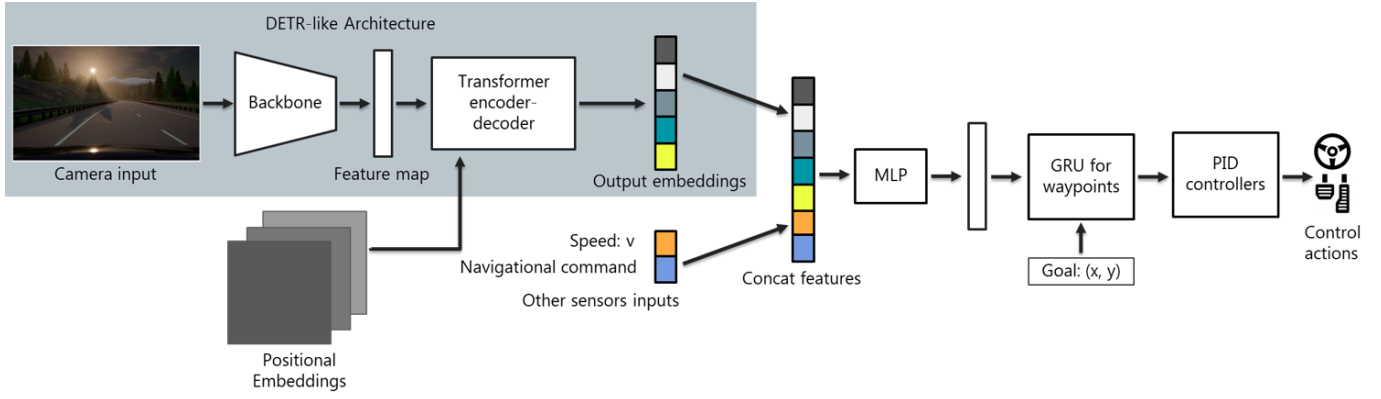 DETR-like Architecture
Camera input
Backbone
Feature map
Transformer
encoder-
decoder
Output embeddings
Positional
Embeddings
Speed: v
Navigational command
Other sensors inputs
Concat features
MLP
GRU for
waypoints
Goal: (x, y)
PID
controllers
Control
actions